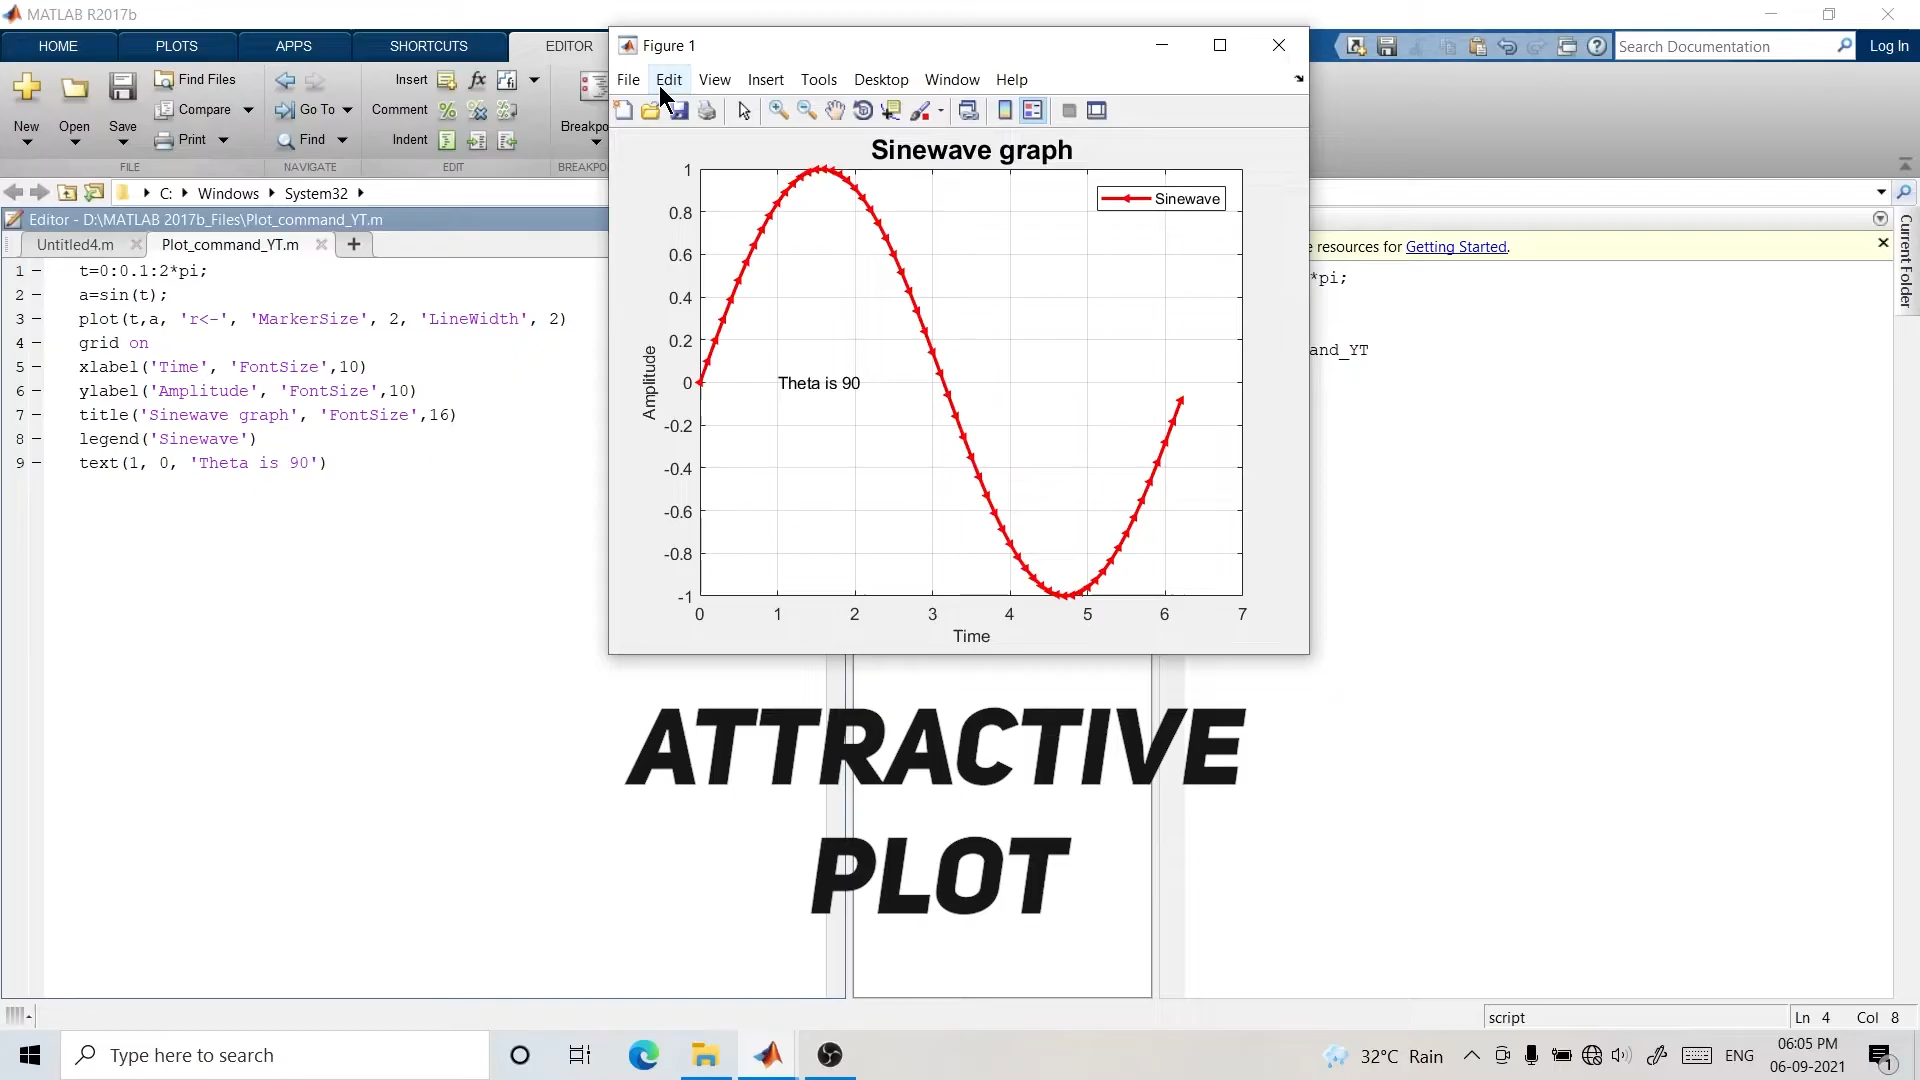 MATLAB R2017b
HOME PLOTS APPS SHORTCUTS EDITOR
Search Documentation Log In
New Open Save
Find Files
Compare
Print
FILE
Go To
Find
NAVIGATE
Insert
Comment
Indent
EDIT
Breakpo
BREAKPO
C: Windows System32
Editor - D:\MATLAB 2017b_Files\Plot_command_YT.m
Untitled4.m Plot_command_YT.m
1 t=0:0.1:2*pi;
2 a=sin(t);
3 plot(t,a, 'r<-', 'MarkerSize', 2, 'LineWidth', 2)
4 grid on
5 xlabel('Time', 'FontSize',10)
6 ylabel('Amplitude', 'FontSize',10)
7 title('Sinewave graph', 'FontSize',16)
8 legend('Sinewave')
9 text(1, 0, 'Theta is 90')
Figure 1
File Edit View Insert Tools Desktop Window Help
Sinewave graph
Sinewave
1
0.8
0.6
0.4
0.2
0
-0.2
-0.4
-0.6
-0.8
-1
Amplitude
Theta is 90
0 1 2 3 4 5 6 7
Time
e resources for Getting Started.
*pi;
and_YT
Current Folder
ATTRACTIVE
PLOT
script Ln 4 Col 8
Type here to search
32°C Rain
ENG
06:05 PM
06-09-2021
1